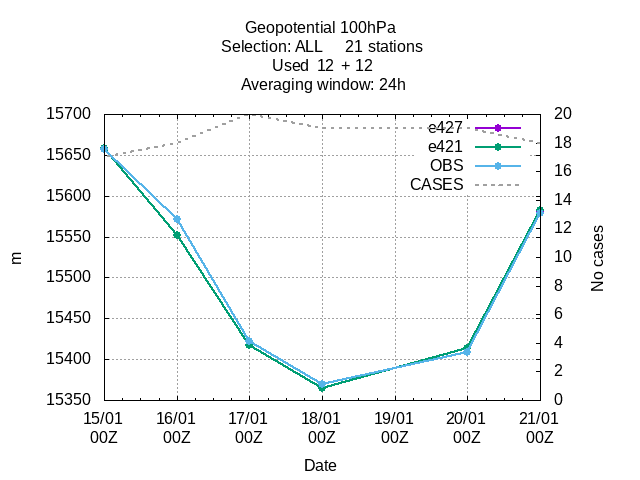 Geopotential 100hPa
Selection: ALL 21 stations
Used 12 + 12
Averaging window: 24h
15700
15650
15600
15550
15500
15450
15400
15350
m
20
18
16
14
12
10
8
6
4
2
0
No cases
e427
e421
OBS
CASES
15/01 16/01 17/01 18/01 19/01 20/01 21/01
00Z 00Z 00Z 00Z 00Z 00Z 00Z
Date